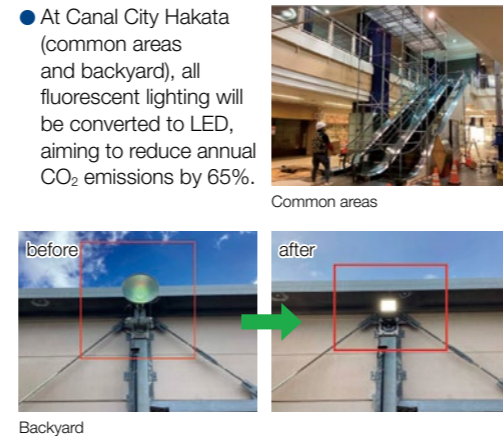 ● At Canal City Hakata
(common areas
and backyard), all
fluorescent lighting will
be converted to LED,
aiming to reduce annual
CO₂ emissions by 65%.
Common areas
before
after
Backyard